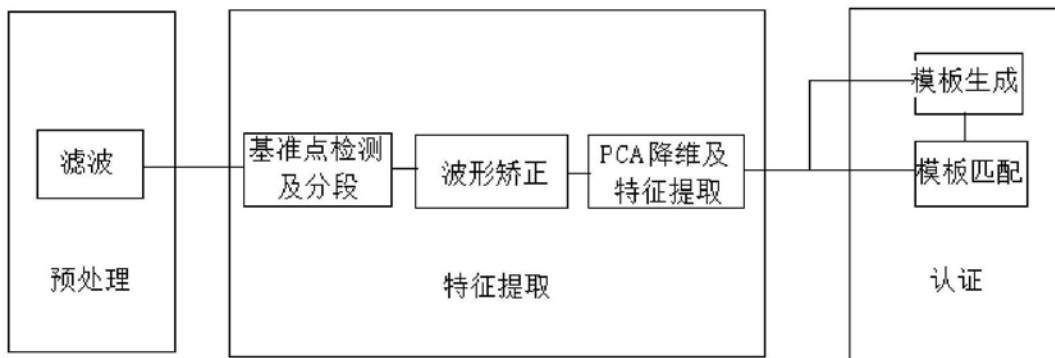 滤波
预处理
基准点检测
及分段
波形矫正
PCA降维及
特征提取
特征提取
模板生成
模板匹配
认证